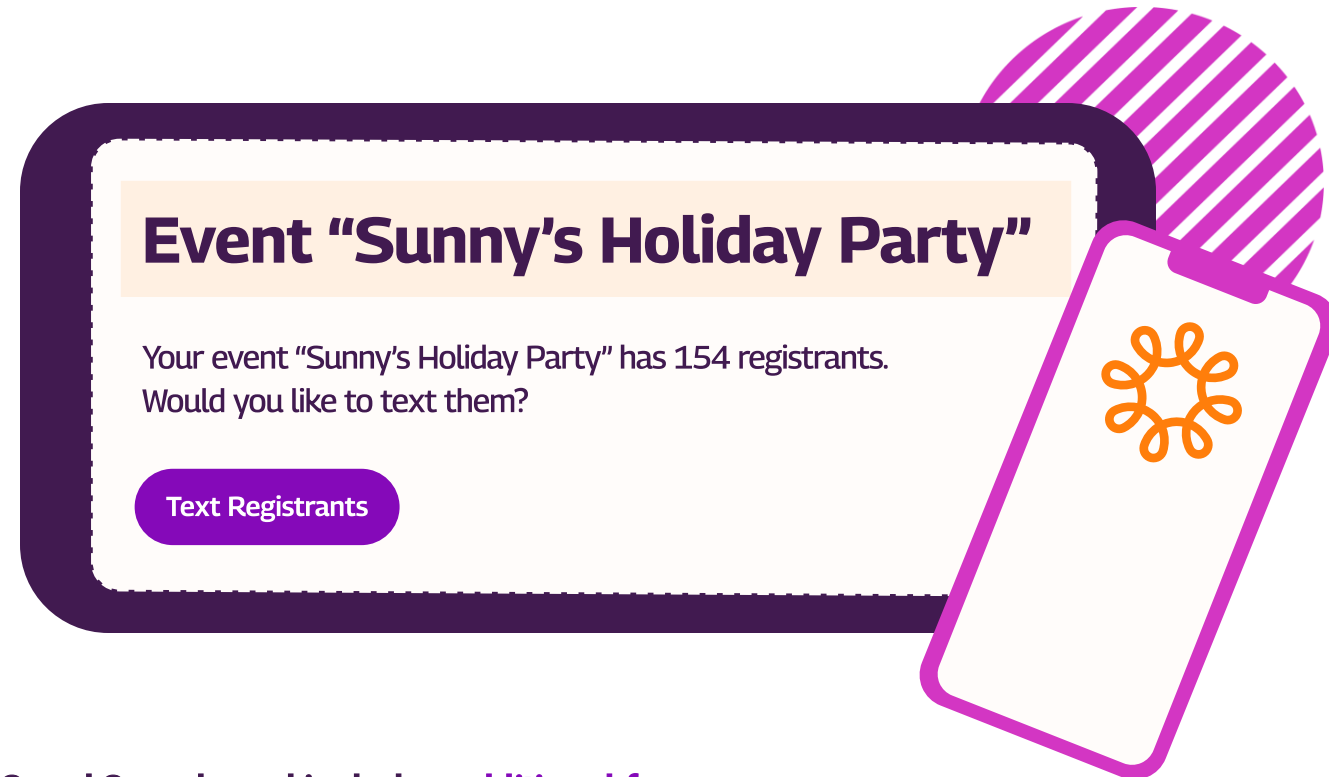 Event “Sunny’s Holiday Party”
Your event “Sunny’s Holiday Party” has 154 registrants.
Would you like to text them?
Text Registrants